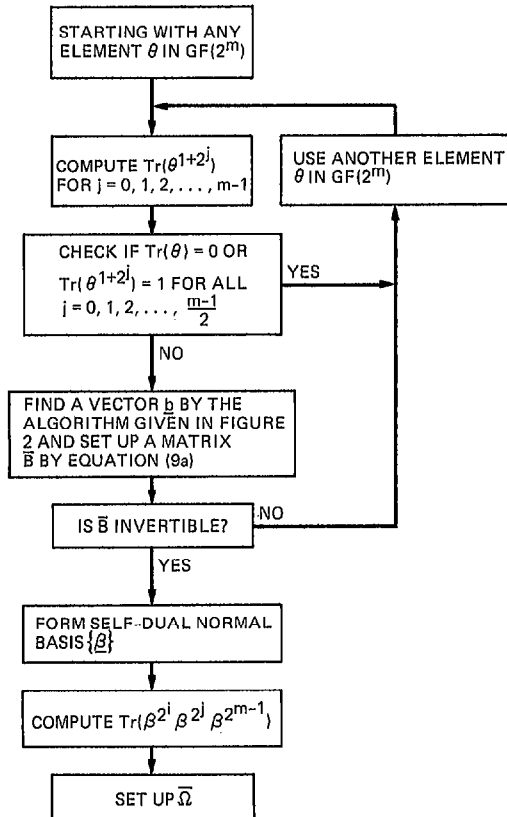 STARTING WITH ANY
ELEMENT θ IN GF(2^m)
COMPUTE Tr(θ^{1+2^j})
FOR j = 0, 1, 2, . . . , m-1
USE ANOTHER ELEMENT
θ IN GF(2^m)
CHECK IF Tr(θ) = 0 OR
Tr(θ^{1+2^j}) = 1 FOR ALL
j = 0, 1, 2, . . . , \frac{m-1}{2}
YES
NO
FIND A VECTOR b̲ BY THE
ALGORITHM GIVEN IN FIGURE
2 AND SET UP A MATRIX
B̄ BY EQUATION (9a)
IS B̄ INVERTIBLE?
NO
YES
FORM SELF-DUAL NORMAL
BASIS {β̲}
COMPUTE Tr(β^{2^i} β^{2^j} β^{2^{m-1}})
SET UP Ω̄